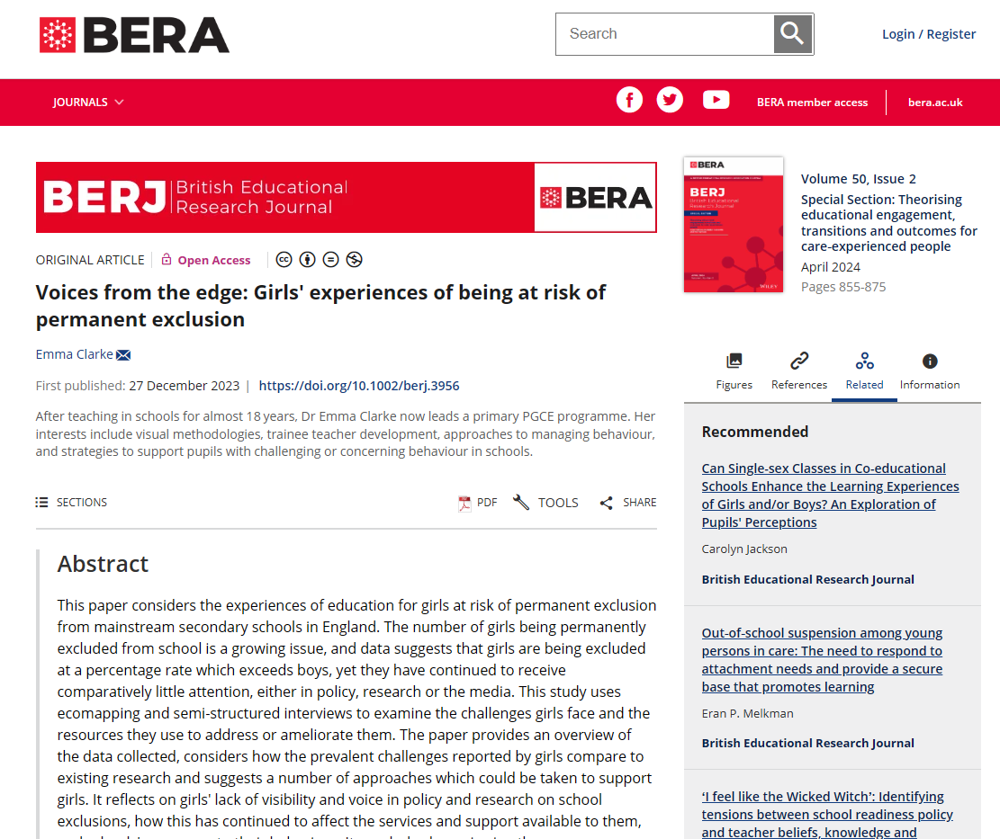 BERA
Search
Login / Register
JOURNALS
BERA member access
bera.ac.uk
BERJ
British Educational
Research Journal
BERA
ORIGINAL ARTICLE
Open Access
Voices from the edge: Girls' experiences of being at risk of
permanent exclusion
Emma Clarke
First published: 27 December 2023 | https://doi.org/10.1002/berj.3956
After teaching in schools for almost 18 years, Dr Emma Clarke now leads a primary PGCE programme. Her
interests include visual methodologies, trainee teacher development, approaches to managing behaviour,
and strategies to support pupils with challenging or concerning behaviour in schools.
SECTIONS
PDF
TOOLS
SHARE
Abstract
This paper considers the experiences of education for girls at risk of permanent exclusion
from mainstream secondary schools in England. The number of girls being permanently
excluded from school is a growing issue, and data suggests that girls are being excluded
at a percentage rate which exceeds boys, yet they have continued to receive
comparatively little attention, either in policy, research or the media. This study uses
ecomapping and semi-structured interviews to examine the challenges girls face and the
resources they use to address or ameliorate them. The paper provides an overview of
the data collected, considers how the prevalent challenges reported by girls compare to
existing research and suggests a number of approaches which could be taken to support
girls. It reflects on girls' lack of visibility and voice in policy and research on school
exclusions, how this has continued to affect the services and support available to them,
BERA
BERJ
British Educational
Research Journal
WILEY
Volume 50, Issue 2
Special Section: Theorising
educational engagement,
transitions and outcomes for
care-experienced people
April 2024
Pages 855-875
Figures
References
Related
Information
Recommended
Can Single-sex Classes in Co-educational
Schools Enhance the Learning Experiences
of Girls and/or Boys? An Exploration of
Pupils' Perceptions
Carolyn Jackson
British Educational Research Journal
Out-of-school suspension among young
persons in care: The need to respond to
attachment needs and provide a secure
base that promotes learning
Eran P. Melkman
British Educational Research Journal
‘I feel like the Wicked Witch’: Identifying
tensions between school readiness policy
and teacher beliefs, knowledge and